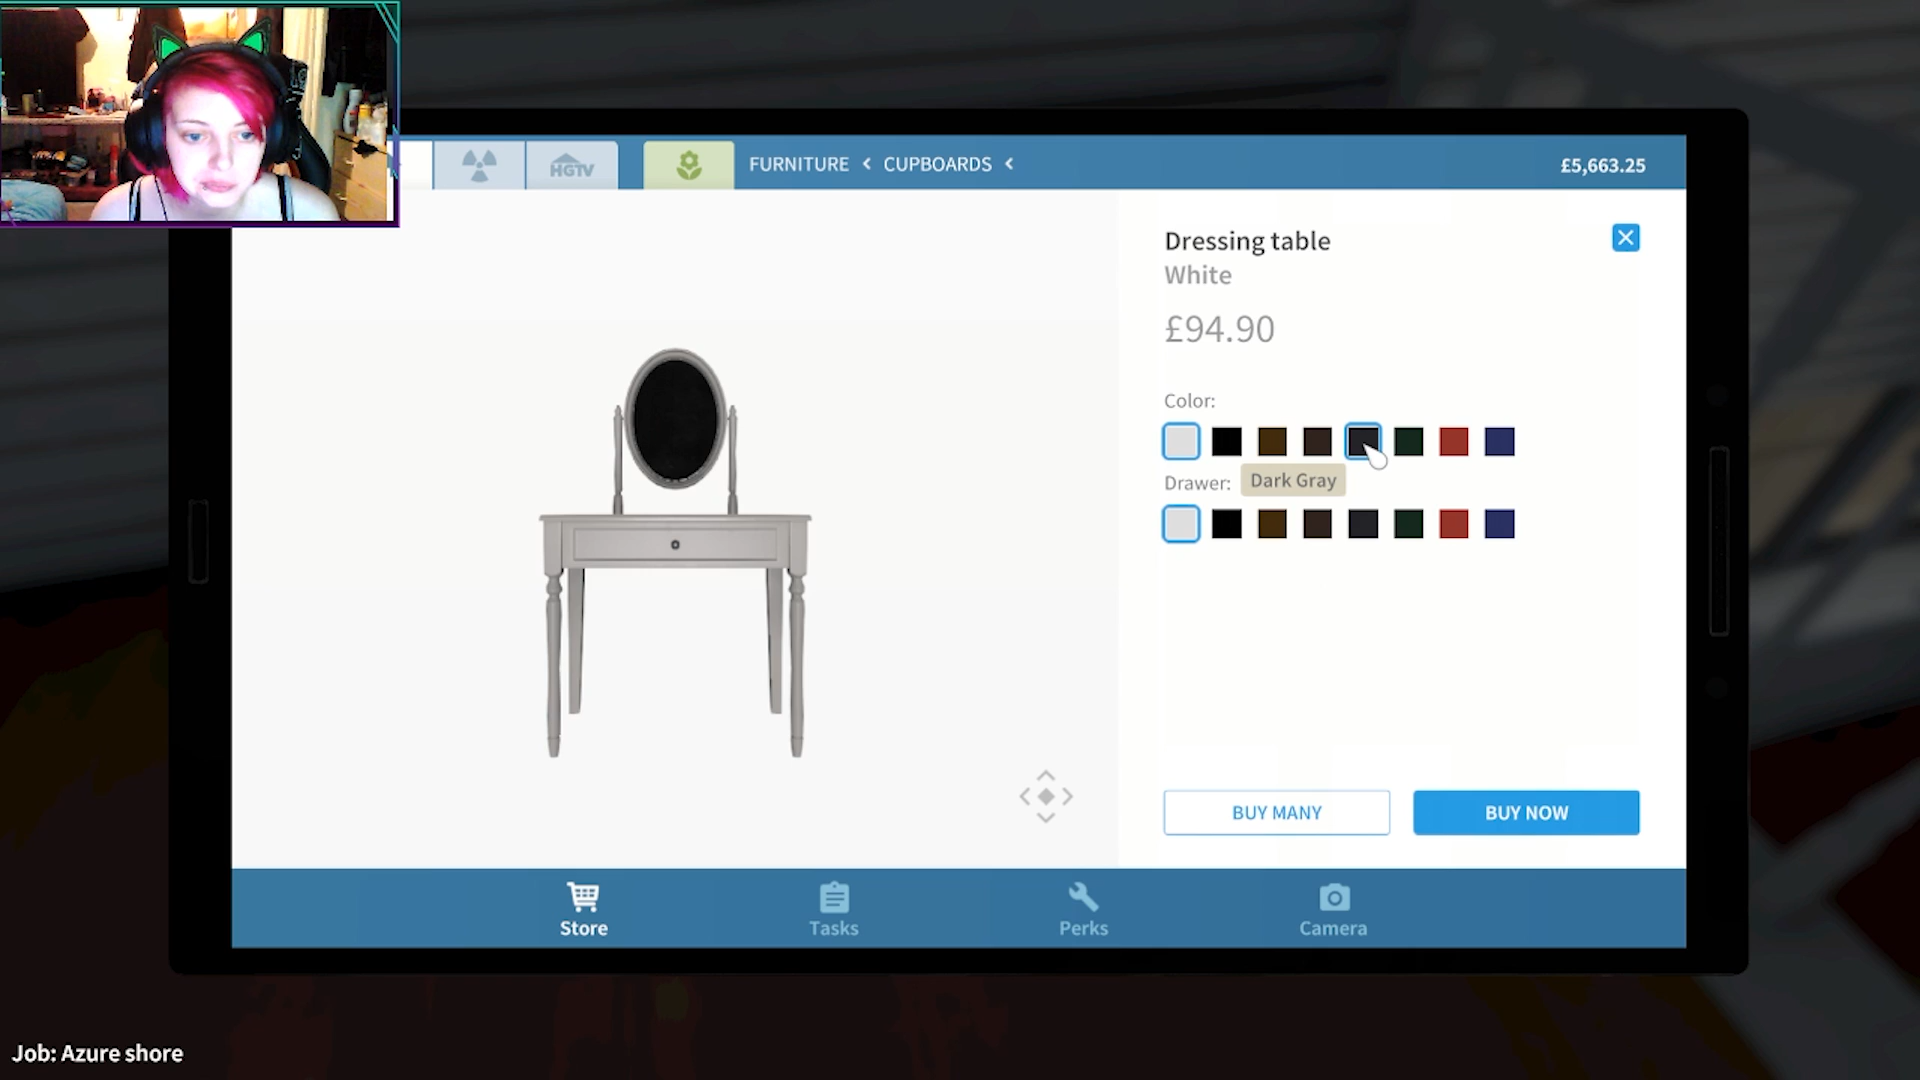 HGTV
FURNITURE < CUPBOARDS <
£5,663.25
Dressing table
White
£94.90
Color:
Drawer:
Dark Gray
BUY MANY
BUY NOW
Store
Tasks
Perks
Camera
Job: Azure shore